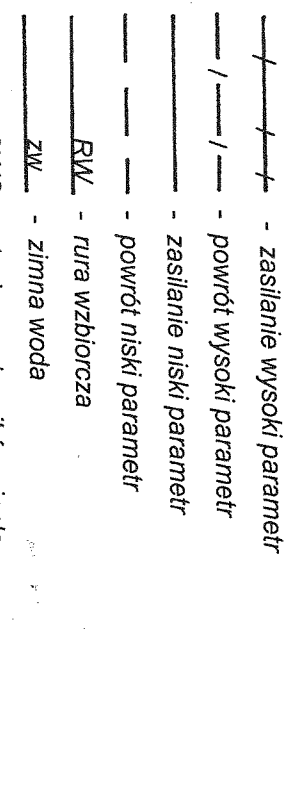 - zasilanie wysoki parametr
- powrót wysoki parametr
- zasilanie niski parametr
- powrót niski parametr
RW - rura wzbiorcza
ZW - zimna woda